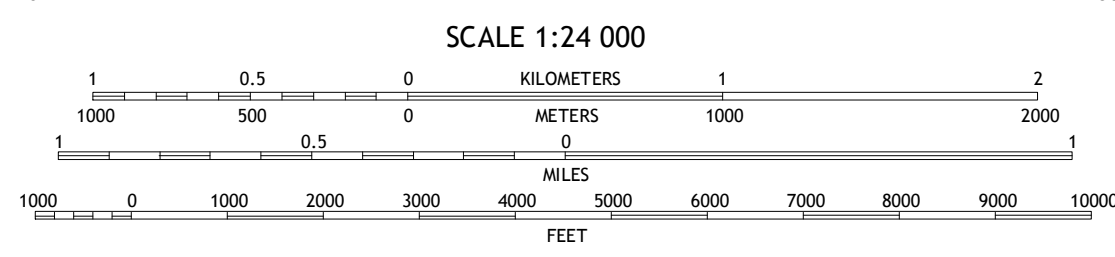 SCALE 1:24 000
1 0.5 0 KILOMETERS 1 2
1000 500 0 METERS 1000 2000
1 0.5 0 1
MILES
1000 0 1000 2000 3000 4000 5000 6000 7000 8000 9000 10000
FEET